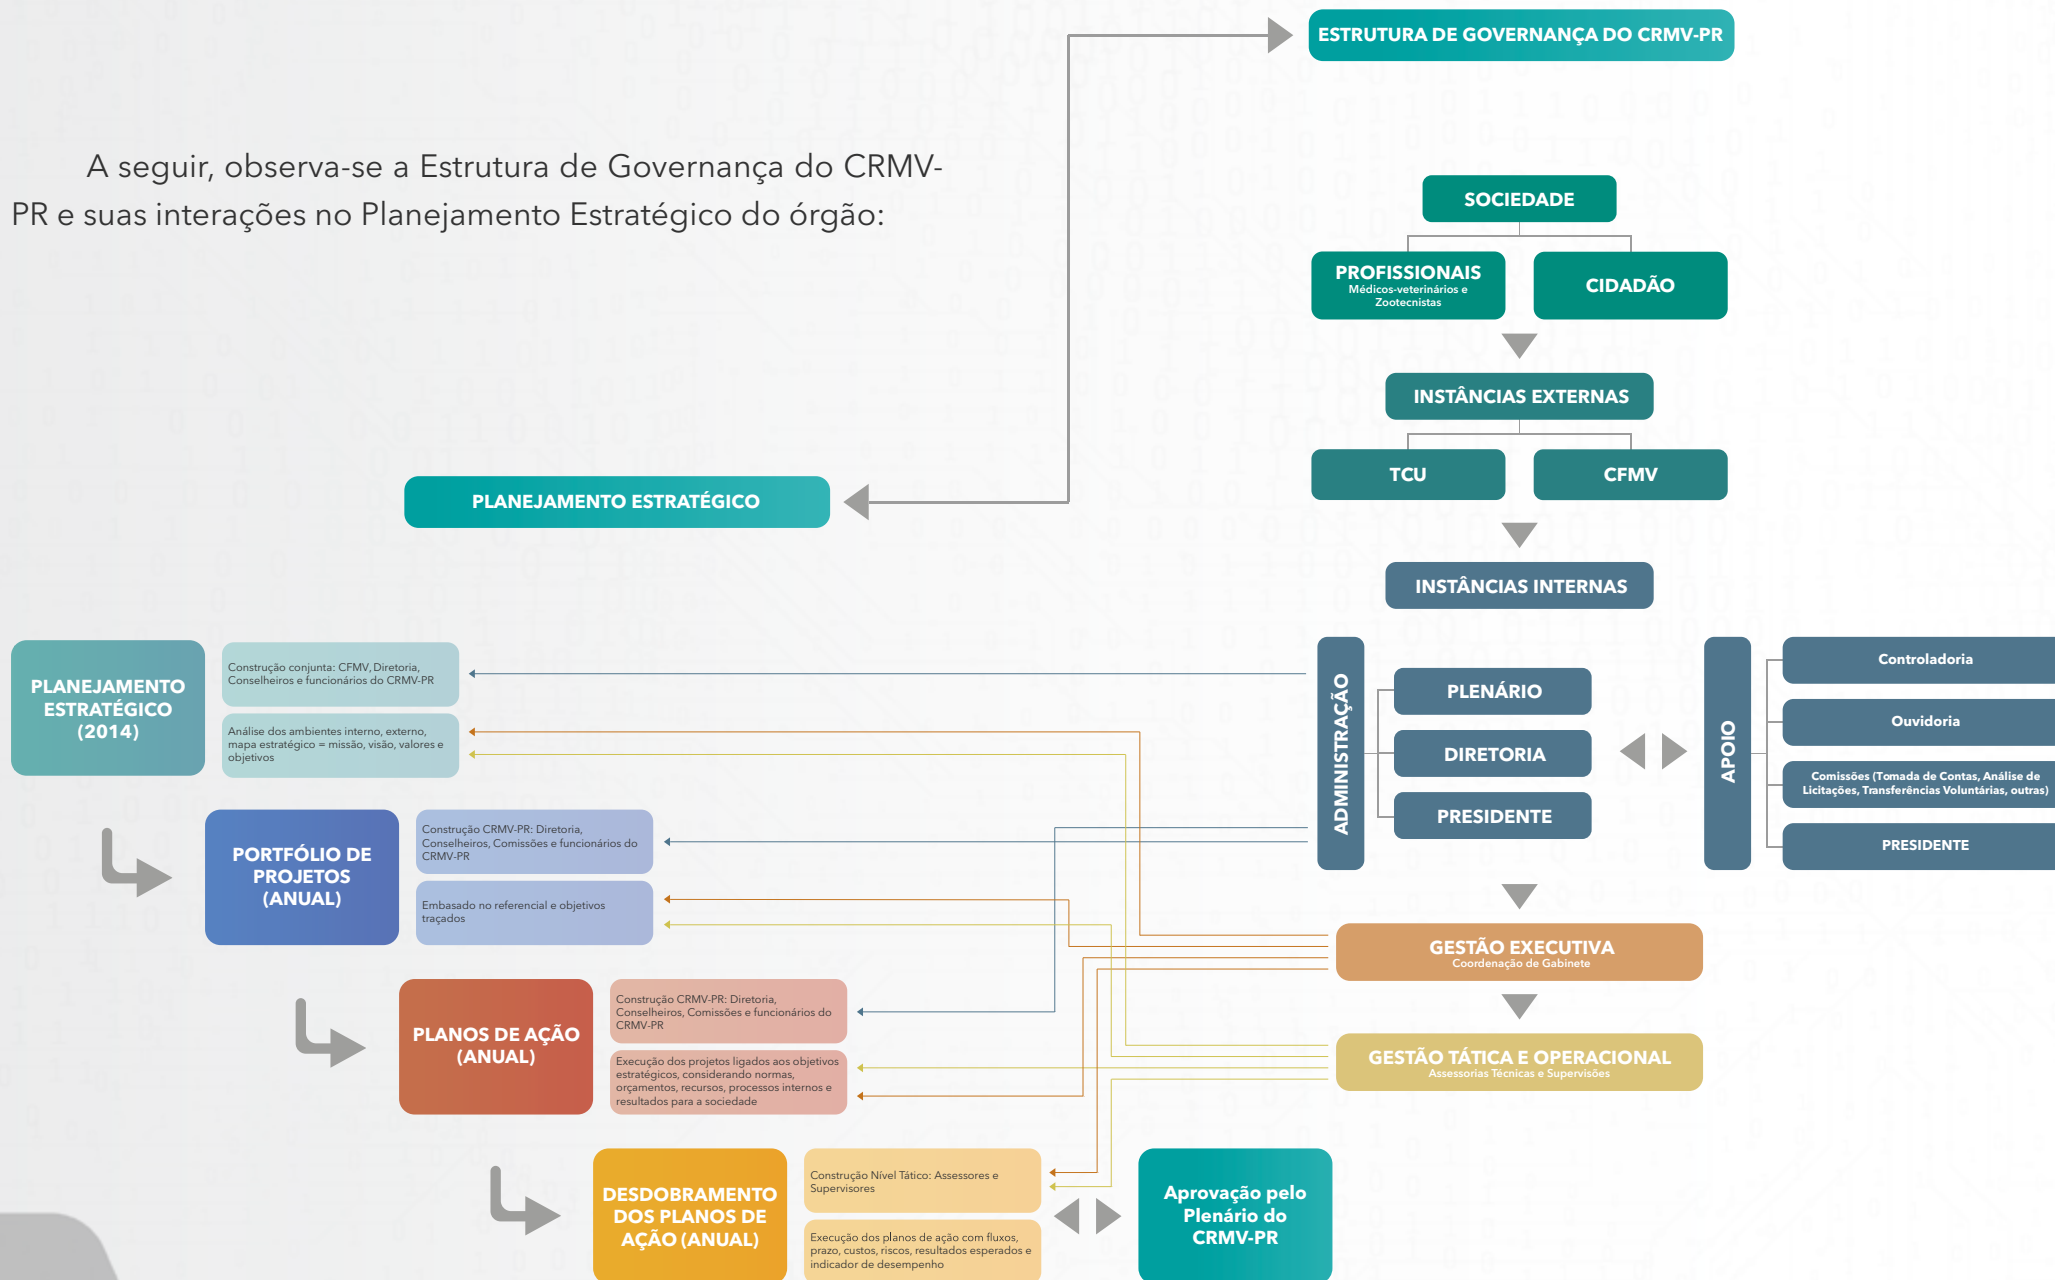 ESTRUTURA DE GOVERNANÇA DO CRMV-PR
A seguir, observa-se a Estrutura de Governança do CRMV-
PR e suas interações no Planejamento Estratégico do órgão:
SOCIEDADE
PROFISSIONAIS
Médicos-veterinários e
Zootecnistas
CIDADÃO
INSTÂNCIAS EXTERNAS
TCU
CFMV
PLANEJAMENTO ESTRATÉGICO
INSTÂNCIAS INTERNAS
ADMINISTRAÇÃO
PLENÁRIO
DIRETORIA
PRESIDENTE
APOIO
Controladoria
Ouvidoria
Comissões (Tomada de Contas, Análise de
Licitações, Transferências Voluntárias, outras)
PRESIDENTE
PLANEJAMENTO
ESTRATÉGICO
(2014)
Construção conjunta: CFMV, Diretoria,
Conselheiros e funcionários do CRMV-PR
Análise dos ambientes interno, externo,
mapa estratégico = missão, visão, valores e
objetivos
PORTFÓLIO DE
PROJETOS
(ANUAL)
Construção CRMV-PR: Diretoria,
Conselheiros, Comissões e funcionários do
CRMV-PR
Embasado no referencial e objetivos
traçados
GESTÃO EXECUTIVA
Coordenação de Gabinete
PLANOS DE AÇÃO
(ANUAL)
Construção CRMV-PR: Diretoria,
Conselheiros, Comissões e funcionários do
CRMV-PR
Execução dos projetos ligados aos objetivos
estratégicos, considerando normas,
orçamentos, recursos, processos internos e
resultados para a sociedade
GESTÃO TÁTICA E OPERACIONAL
Assessorias Técnicas e Supervisões
DESDOBRAMENTO
DOS PLANOS DE
AÇÃO (ANUAL)
Construção Nível Tático: Assessores e
Supervisores
Execução dos planos de ação com fluxos,
prazo, custos, riscos, resultados esperados e
indicador de desempenho
Aprovação pelo
Plenário do
CRMV-PR